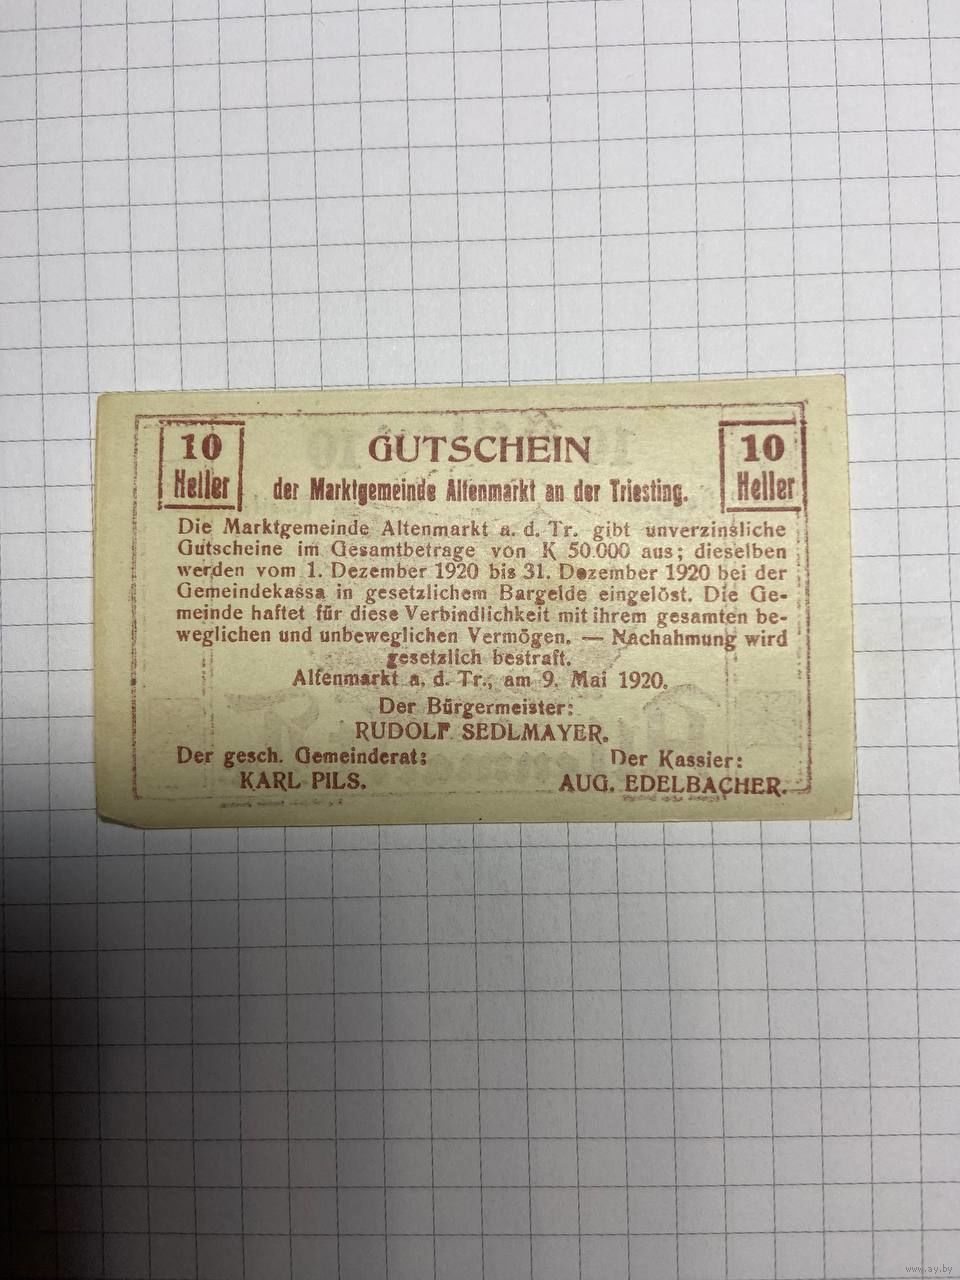 10 Heller
GUTSCHEIN
10 Heller
der Marktgemeinde Altenmarkt an der Triesting.
Die Marktgemeinde Altenmarkt a. d. Tr. gibt unverzinsliche
Gutscheine im Gesamtbetrage von K 50.000 aus; dieselben
werden vom 1. Dezember 1920 bis 31. Dezember 1920 bei der
Gemeindekassa in gesetzlichem Bargelde eingelöst. Die Ge-
meinde haftet für diese Verbindlichkeit mit ihrem gesamten be-
weglichen und unbeweglichen Vermögen. — Nachahmung wird
gesetzlich bestraft.
Altenmarkt a. d. Tr., am 9. Mai 1920.
Der Bürgermeister:
RUDOLF SEDLMAYER.
Der gesch. Gemeinderat:
KARL PILS.
Der Kassier:
AUG. EDELBACHER.
www.ay.by